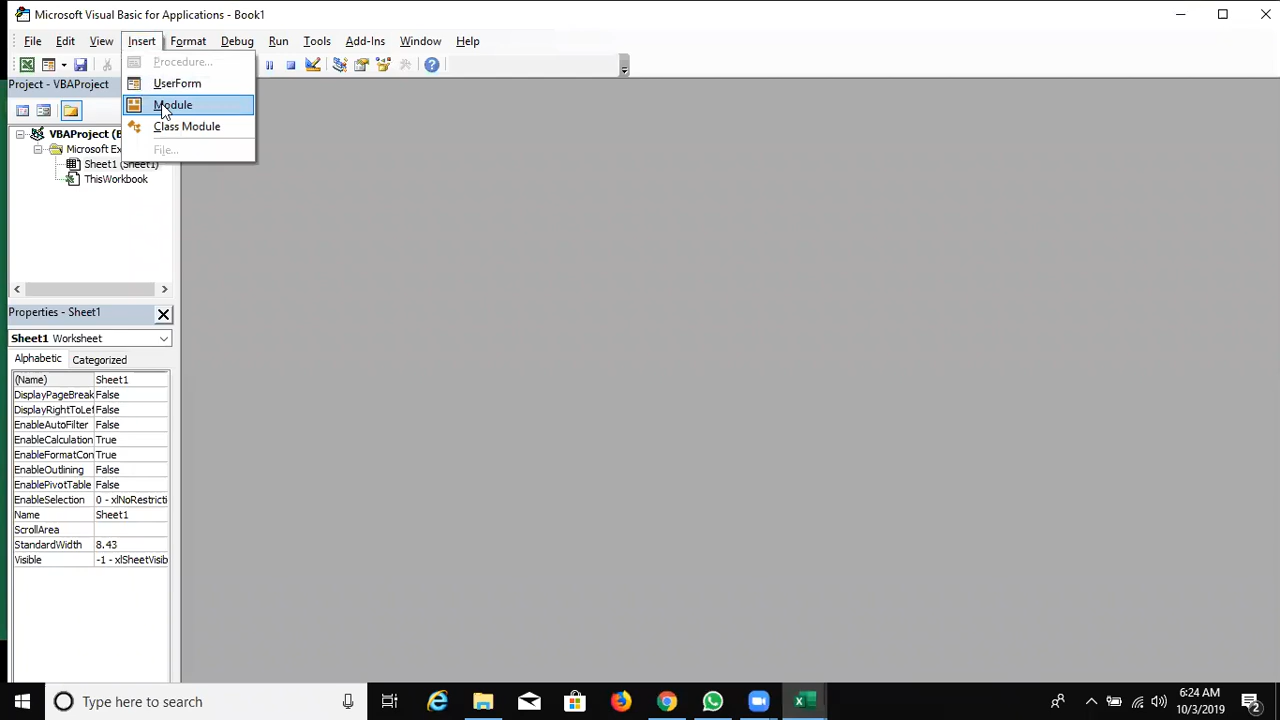 Microsoft Visual Basic for Applications - Book1
File Edit View Insert Format Debug Run Tools Add-Ins Window Help
Procedure...
UserForm
Module
Class Module
File...
Project - VBAProject
VBAProject (B
Microsoft Ex
Sheet1 (Sheet1)
ThisWorkbook
Properties - Sheet1
Sheet1 Worksheet
Alphabetic Categorized
(Name) Sheet1
DisplayPageBreak False
DisplayRightToLef False
EnableAutoFilter False
EnableCalculation True
EnableFormatCon True
EnableOutlining False
EnablePivotTable False
EnableSelection 0 - xlNoRestricti
Name Sheet1
ScrollArea
StandardWidth 8.43
Visible -1 - xlSheetVisib
Type here to search
6:24 AM
10/3/2019
2